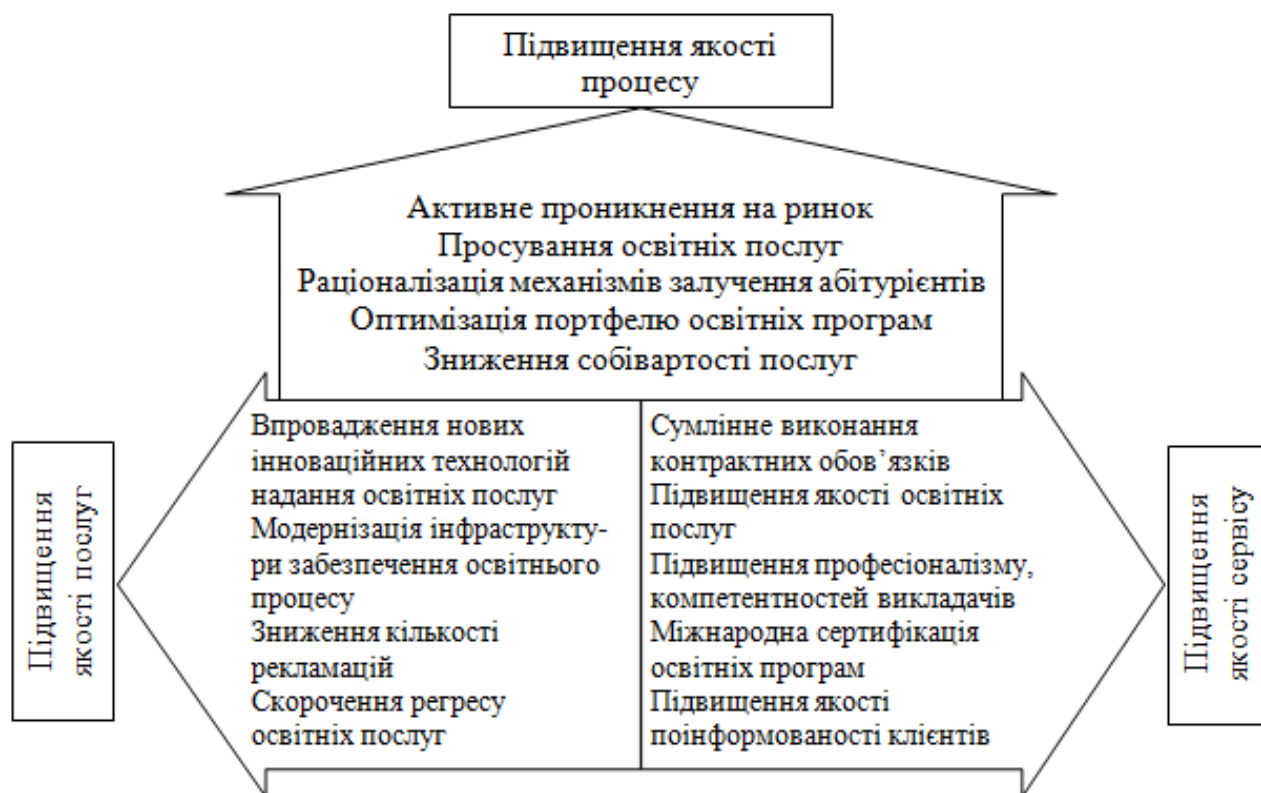 Підвищення якості
процесу
Активне проникнення на ринок
Просування освітніх послуг
Раціоналізація механізмів залучення абітурієнтів
Оптимізація портфелю освітніх програм
Зниження собівартості послуг
Підвищення
якості послуг
Впровадження нових
інноваційних технологій
надання освітніх послуг
Модернізація інфраструкту-
ри забезпечення освітнього
процесу
Зниження кількості
рекламацій
Скорочення регресу
освітніх послуг
Сумлінне виконання
контрактних обов’язків
Підвищення якості освітніх
послуг
Підвищення професіоналізму,
компетентностей викладачів
Міжнародна сертифікація
освітніх програм
Підвищення якості
поінформованості клієнтів
Підвищення
якості сервісу